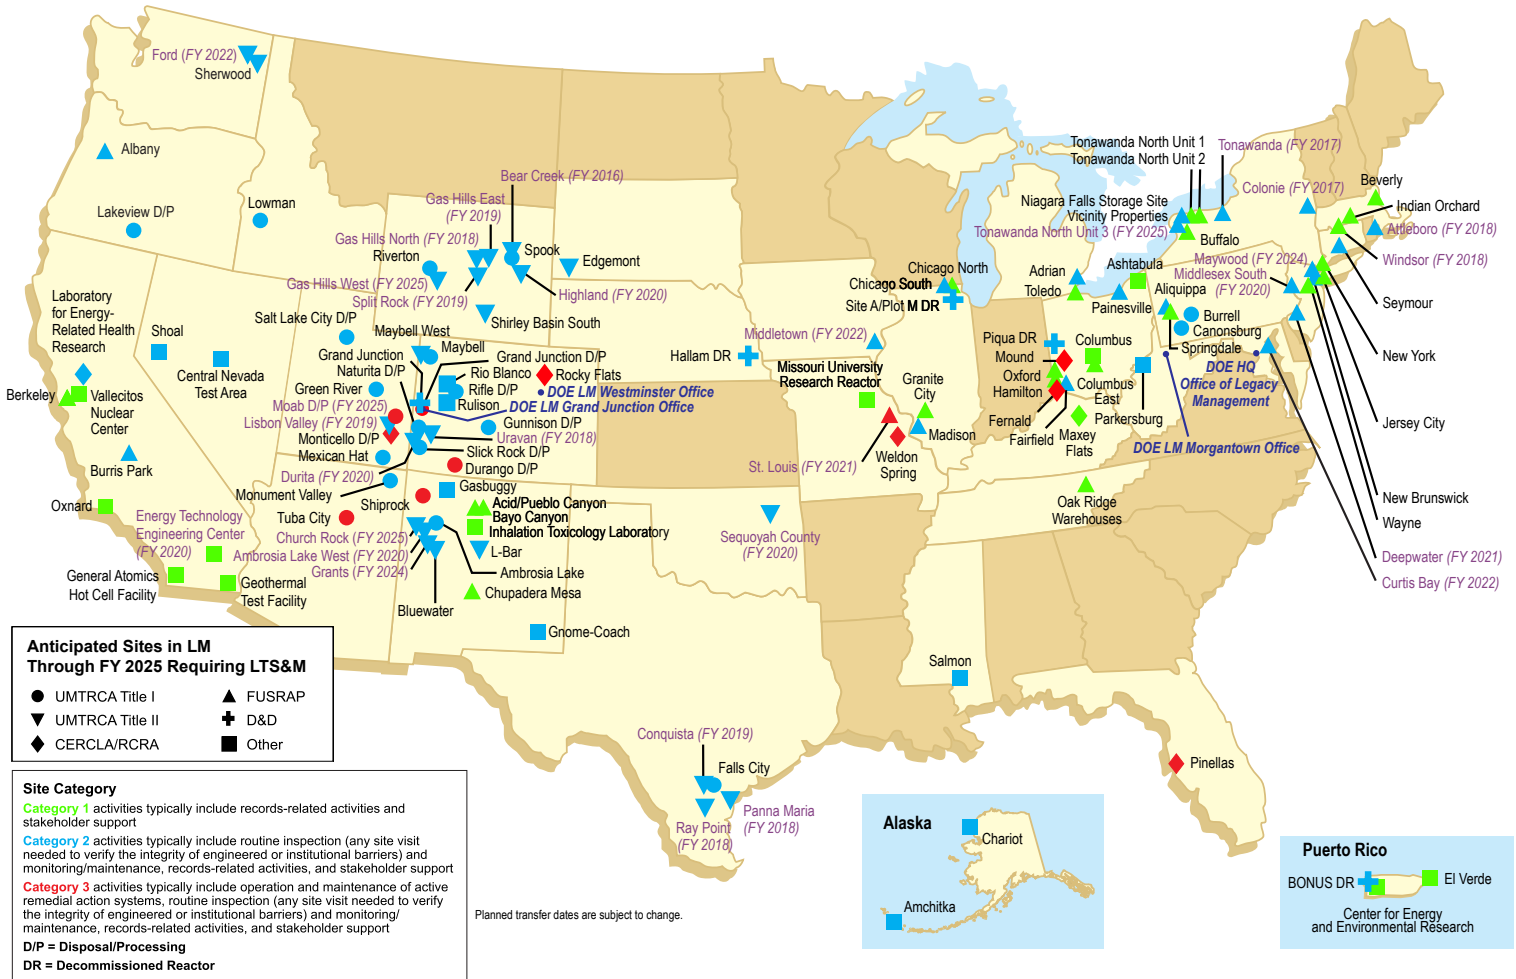 Ford (FY 2022)
Sherwood
Albany
Lakeview D/P
Lowman
Bear Creek (FY 2016)
Gas Hills East
(FY 2019)
Gas Hills North (FY 2018)
Riverton
Spook
Edgemont
Gas Hills West (FY 2025)
Split Rock (FY 2019)
Highland (FY 2020)
Shirley Basin South
Laboratory
for Energy-
Related Health
Research
Shoal
Central Nevada
Test Area
Berkeley
Vallecitos
Nuclear
Center
Burris Park
Oxnard
Energy Technology
Engineering Center
(FY 2020)
General Atomics
Hot Cell Facility
Geothermal
Test Facility
Salt Lake City D/P
Maybell West
Maybell
Grand Junction
Naturita D/P
Green River
Moab D/P (FY 2025)
Lisbon Valley (FY 2019)
Monticello D/P
Mexican Hat
Durita (FY 2020)
Monument Valley
Tuba City
Shiprock
Grand Junction D/P
Rio Blanco
Rocky Flats
Rifle D/P
Rulison
DOE LM Westminster Office
DOE LM Grand Junction Office
Gunnison D/P
Uravan (FY 2018)
Slick Rock D/P
Durango D/P
Gasbuggy
Acid/Pueblo Canyon
Bayo Canyon
Inhalation Toxicology Laboratory
Church Rock (FY 2025)
Ambrosia Lake West (FY 2020)
Grants (FY 2024)
L-Bar
Ambrosia Lake
Bluewater
Chupadera Mesa
Gnome-Coach
Hallam DR
Sequoyah County
(FY 2020)
Conquista (FY 2019)
Falls City
Panna Maria
(FY 2018)
Ray Point
(FY 2018)
Chicago North
Chicago South
Site A/Plot M DR
Middletown (FY 2022)
Missouri University
Research Reactor
Granite
City
Madison
Weldon
Spring
St. Louis (FY 2021)
Salmon
Pinellas
Oak Ridge
Warehouses
Tonawanda North Unit 1
Tonawanda North Unit 2
Tonawanda (FY 2017)
Niagara Falls Storage Site
Vicinity Properties
Tonawanda North Unit 3 (FY 2025)
Buffalo
Colonie (FY 2017)
Beverly
Indian Orchard
Attleboro (FY 2018)
Windsor (FY 2018)
Seymour
New York
Jersey City
New Brunswick
Wayne
Deepwater (FY 2021)
Curtis Bay (FY 2022)
Maywood (FY 2024)
Middlesex South
(FY 2020)
Adrian
Toledo
Ashtabula
Painesville
Aliquippa
Burrell
Canonsburg
Springdale
Piqua DR
Mound
Oxford
Hamilton
Fernald
Fairfield
Columbus
Columbus
East
Parkersburg
Maxey
Flats
DOE HQ
Office of Legacy
Management
DOE LM Morgantown Office
Anticipated Sites in LM
Through FY 2025 Requiring LTS&M
UMTRCA Title I
UMTRCA Title II
CERCLA/RCRA
FUSRAP
D&D
Other
Site Category
Category 1 activities typically include records-related activities and
stakeholder support
Category 2 activities typically include routine inspection (any site visit
needed to verify the integrity of engineered or institutional barriers) and
monitoring/maintenance, records-related activities, and stakeholder support
Category 3 activities typically include operation and maintenance of active
remedial action systems, routine inspection (any site visit needed to verify
the integrity of engineered or institutional barriers) and monitoring/
maintenance, records-related activities, and stakeholder support
D/P = Disposal/Processing
DR = Decommissioned Reactor
Planned transfer dates are subject to change.
Alaska
Chariot
Amchitka
Puerto Rico
BONUS DR
El Verde
Center for Energy
and Environmental Research